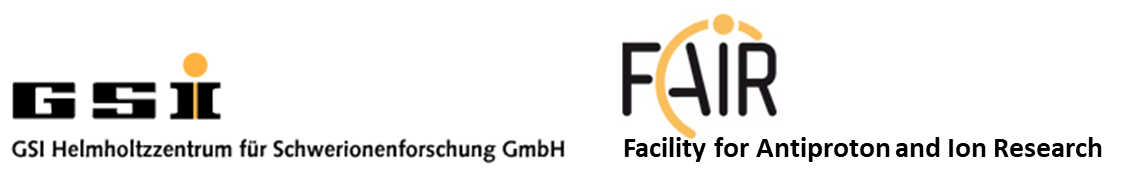 GSI
GSI Helmholtzzentrum für Schwerionenforschung GmbH
FAIR
Facility for Antiproton and Ion Research